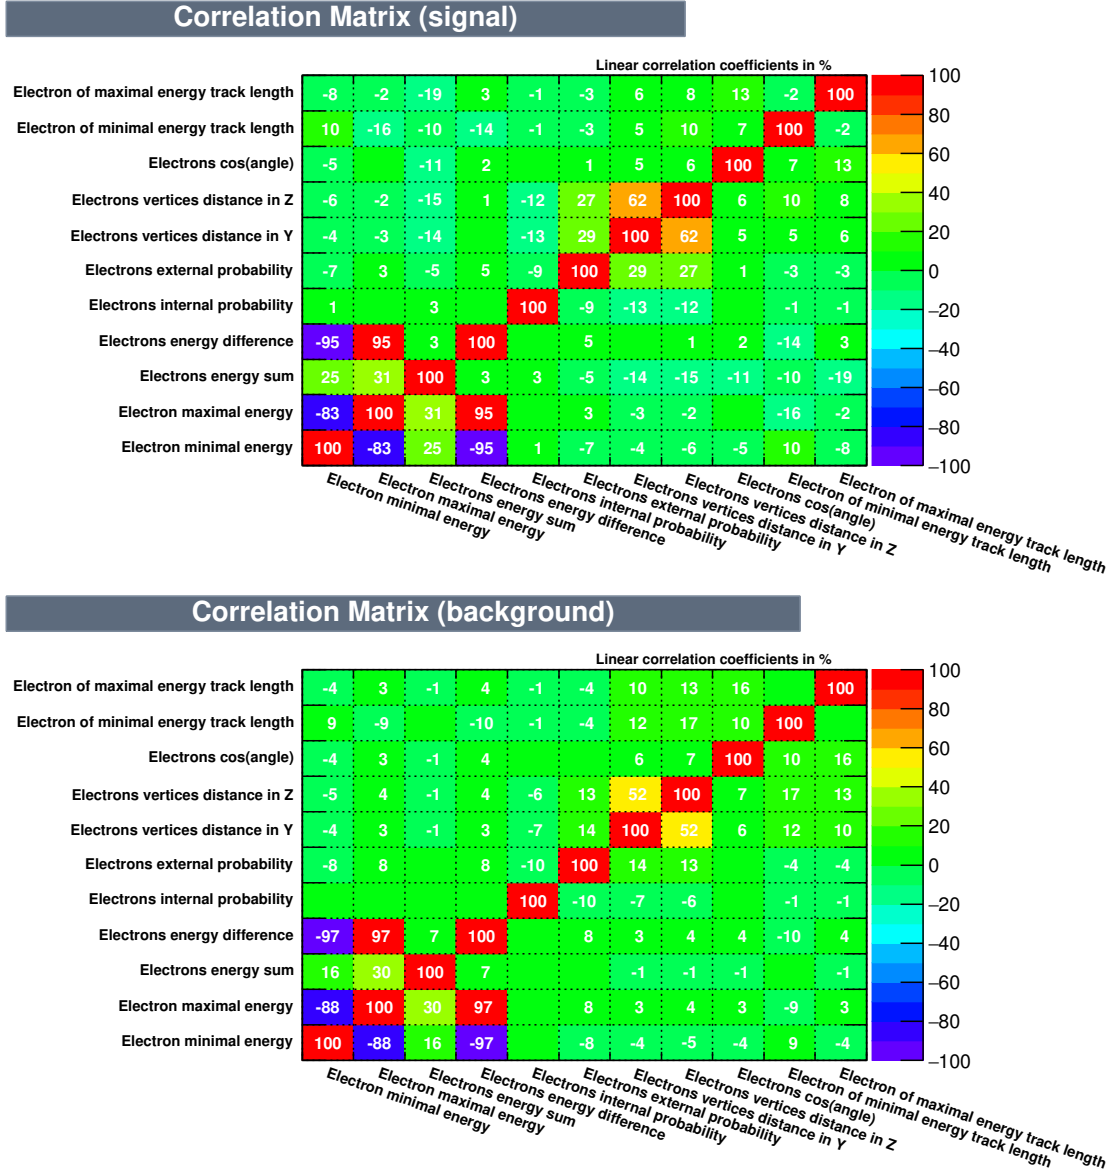 Correlation Matrix (signal)
Linear correlation coefficients in %
Electron of maximal energy track length -8 -2 -19 3 -1 -3 6 8 13 -2 100
Electron of minimal energy track length 10 -16 -10 -14 -1 -3 5 10 7 100 -2
Electrons cos(angle) -5 -11 2 1 5 6 100 7 13
Electrons vertices distance in Z -6 -2 -15 1 -12 27 62 100 6 10 8
Electrons vertices distance in Y -4 -3 -14 -13 29 100 62 5 5 6
Electrons external probability -7 3 -5 5 -9 100 29 27 1 -3 -3
Electrons internal probability 1 3 100 -9 -13 -12 -1 -1
Electrons energy difference -95 95 3 100 5 1 2 -14 3
Electrons energy sum 25 31 100 3 3 -5 -14 -15 -11 -10 -19
Electron maximal energy -83 100 31 95 3 -3 -2 -16 -2
Electron minimal energy 100 -83 25 -95 1 -7 -4 -6 -5 10 -8
100
80
60
40
20
0
−20
−40
−60
−80
−100
Electron minimal energy
Electron maximal energy
Electrons energy sum
Electrons energy difference
Electrons internal probability
Electrons external probability
Electrons vertices distance in Y
Electrons vertices distance in Z
Electrons cos(angle)
Electron of minimal energy track length
Electron of maximal energy track length
Correlation Matrix (background)
Linear correlation coefficients in %
Electron of maximal energy track length -4 3 -1 4 -1 -4 10 13 16 100
Electron of minimal energy track length 9 -9 -10 -1 -4 12 17 10 100
Electrons cos(angle) -4 3 -1 4 6 7 100 10 16
Electrons vertices distance in Z -5 4 -1 4 -6 13 52 100 7 17 13
Electrons vertices distance in Y -4 3 -1 3 -7 14 100 52 6 12 10
Electrons external probability -8 8 8 -10 100 14 13 -4 -4
Electrons internal probability 100 -10 -7 -6 -1 -1
Electrons energy difference -97 97 7 100 8 3 4 4 -10 4
Electrons energy sum 16 30 100 7 -1 -1 -1 -1
Electron maximal energy -88 100 30 97 8 3 4 3 -9 3
Electron minimal energy 100 -88 16 -97 -8 -4 -5 -4 9 -4
100
80
60
40
20
0
−20
−40
−60
−80
−100
Electron minimal energy
Electron maximal energy
Electrons energy sum
Electrons energy difference
Electrons internal probability
Electrons external probability
Electrons vertices distance in Y
Electrons vertices distance in Z
Electrons cos(angle)
Electron of minimal energy track length
Electron of maximal energy track length